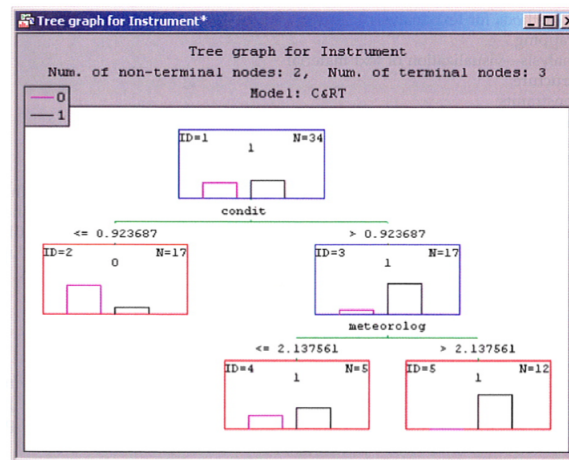 Tree graph for Instrument*
Tree graph for Instrument
Num. of non-terminal nodes: 2,  Num. of terminal nodes: 3
Model: C&RT
0
1
ID=1 N=34
1
condit
<= 0.923687 > 0.923687
ID=2 N=17 ID=3 N=17
0 1
meteorolog
<= 2.137561 > 2.137561
ID=4 N=5 ID=5 N=12
1 1